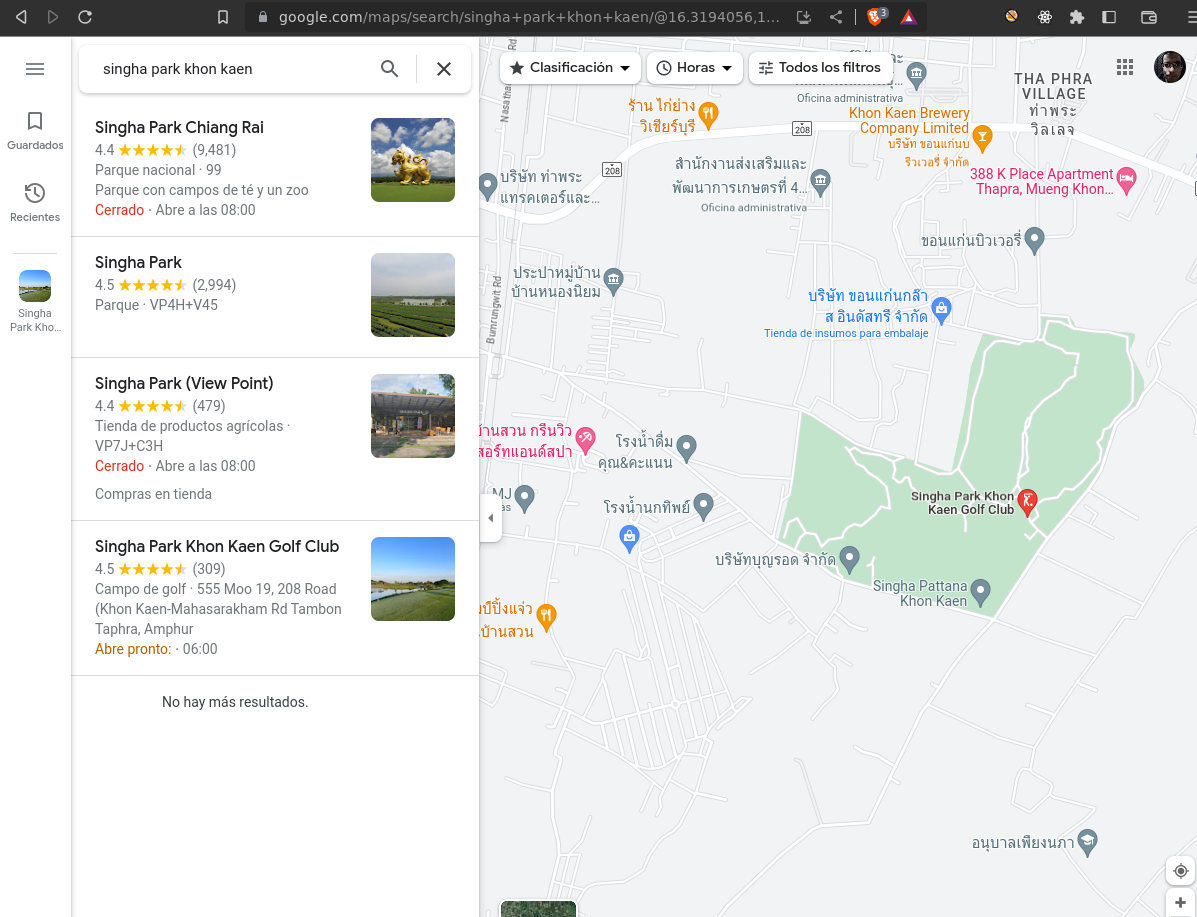 google.com/maps/search/singha+park+khon+kaen/@16.3194056,1...
3
singha park khon kaen
Guardados
Recientes
Singha
Park Kho...
Singha Park Chiang Rai
4.4 (9,481)
Parque nacional · 99
Parque con campos de té y un zoo
Cerrado · Abre a las 08:00
Singha Park
4.5 (2,994)
Parque · VP4H+V45
Singha Park (View Point)
4.4 (479)
Tienda de productos agrícolas ·
VP7J+C3H
Cerrado · Abre a las 08:00
Compras en tienda
Singha Park Khon Kaen Golf Club
4.5 (309)
Campo de golf · 555 Moo 19, 208 Road
(Khon Kaen-Mahasarakham Rd Tambon
Taphra, Amphur
Abre pronto: · 06:00
No hay más resultados.
Clasificación
Horas
Todos los filtros
Oficina administrativa
THA PHRA
VILLAGE
ท่าพระ
วิลเลจ
ร้าน ไก่ย่าง
วิเชียร์บุรี
Khon Kaen Brewery
Company Limited
บริษัท ขอนแก่นบ
ริวเวอรี่ จำกัด
208
208
บริษัท ท่าพระ
แทรคเตอร์และ...
สำนักงานส่งเสริมและ
พัฒนาการเกษตรที่ 4...
Oficina administrativa
388 K Place Apartment
Thapra, Mueng Khon...
ขอนแก่นบิวเวอรี่
ประปาหมู่บ้าน
บ้านหนองนิยม
Bumrungwit Rd
บริษัท ขอนแก่นกล๊า
ส อินดัสทรี จำกัด
Tienda de insumos para embalaje
บ้านสวน กรีนวิว
สอร์ทแอนด์สปา
โรงน้ำดื่ม
คุณ&คะแนน
MJ
โรงน้ำนกทิพย์
Singha Park Khon
Kaen Golf Club
บริษัทบุญรอด จำกัด
Singha Pattana
Khon Kaen
ปิ้งแจ่ว
บ้านสวน
อนุบาลเพียงนภา